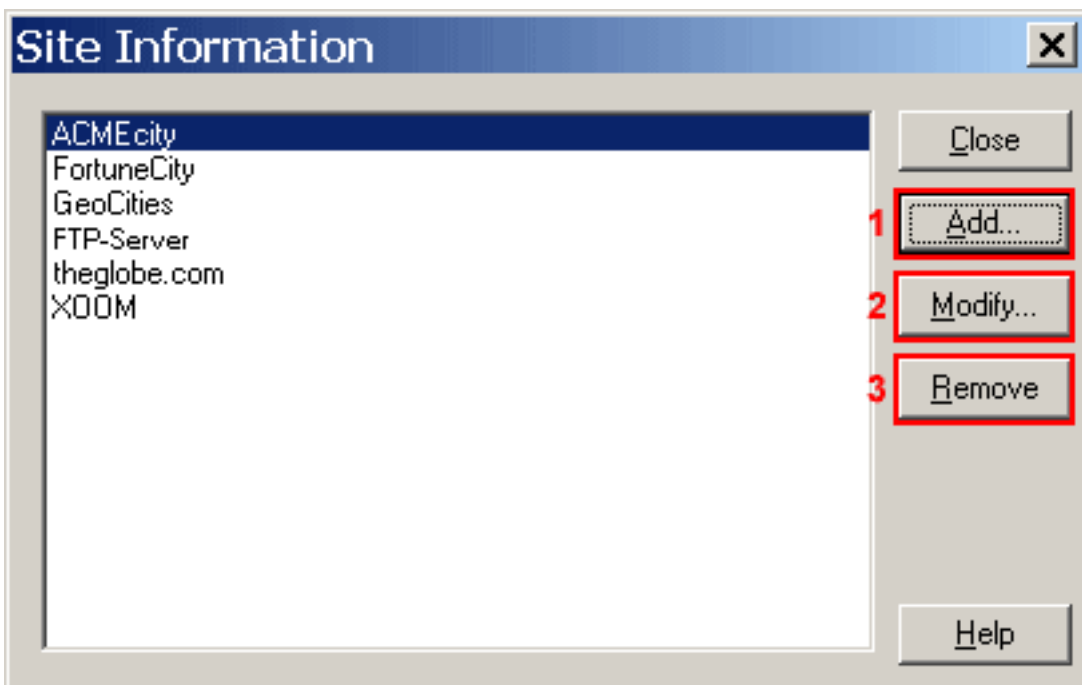 Site Information
ACMEcity
FortuneCity
GeoCities
FTP-Server
theglobe.com
XOOM
Close
1 Add...
2 Modify...
3 Remove
Help